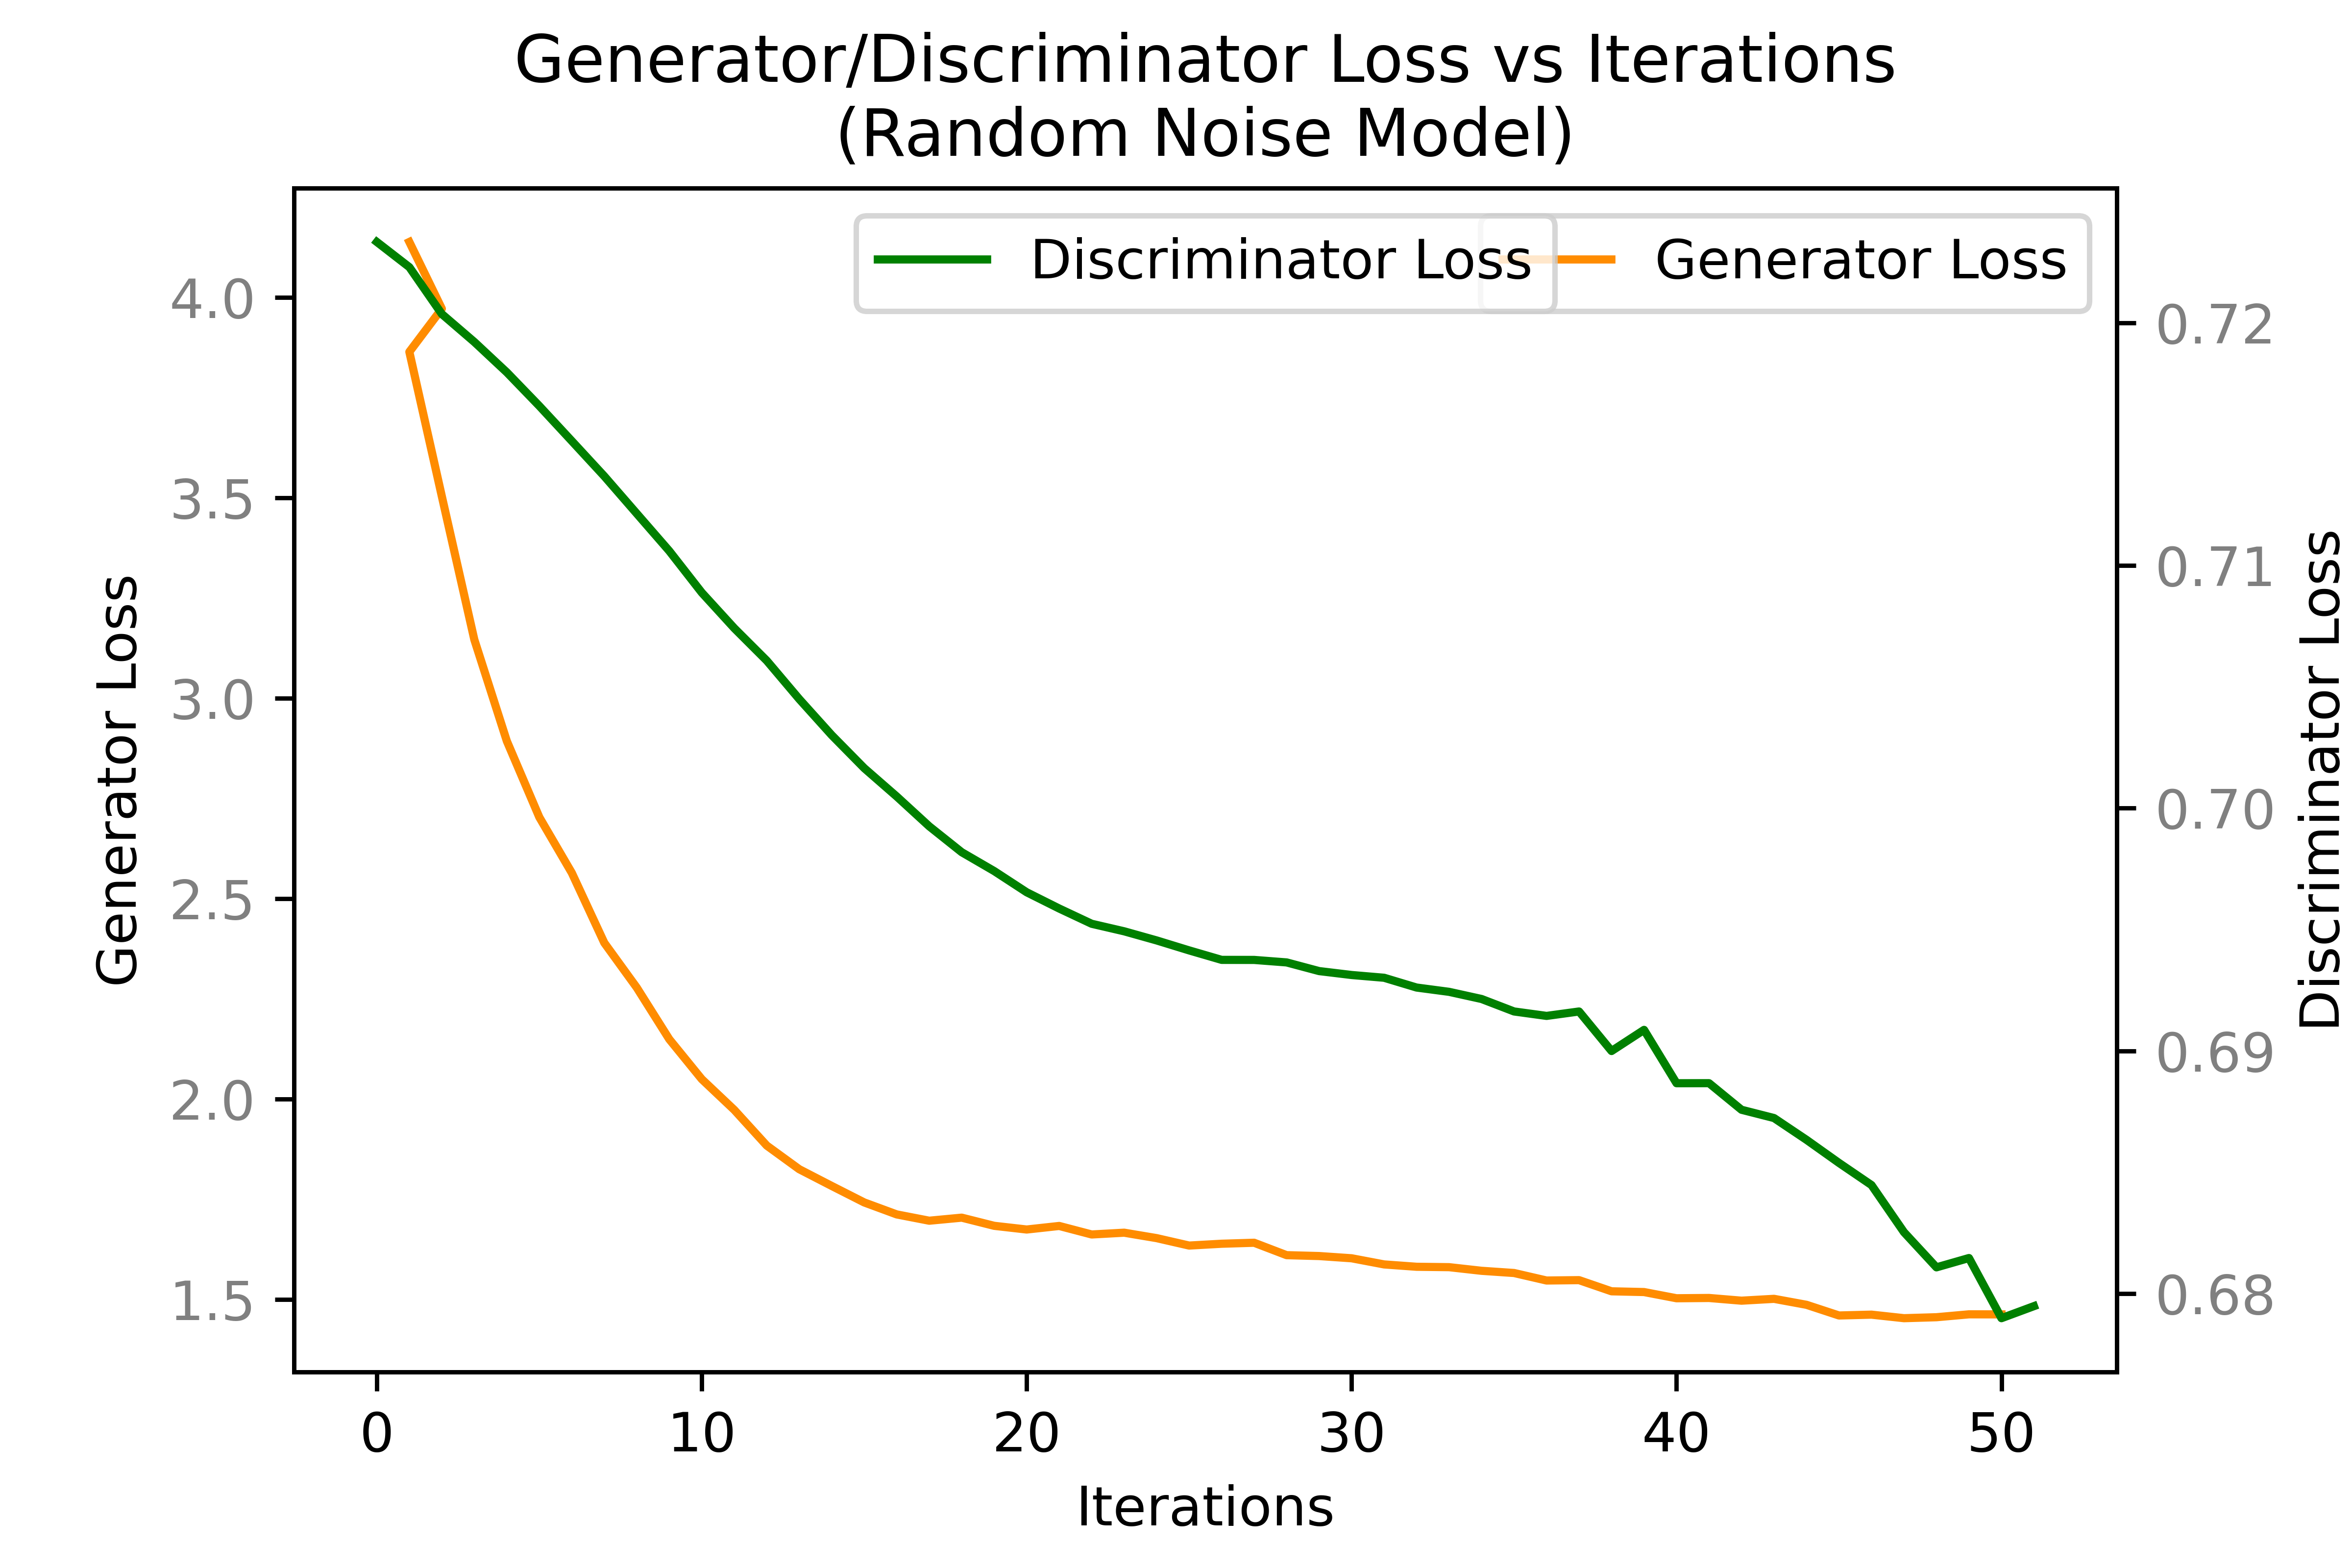 Generator/Discriminator Loss vs Iterations
(Random Noise Model)
Discriminator Loss
Generator Loss
4.0
3.5
3.0
2.5
2.0
1.5
Generator Loss
0.72
0.71
0.70
0.69
0.68
Discriminator Loss
0 10 20 30 40 50
Iterations